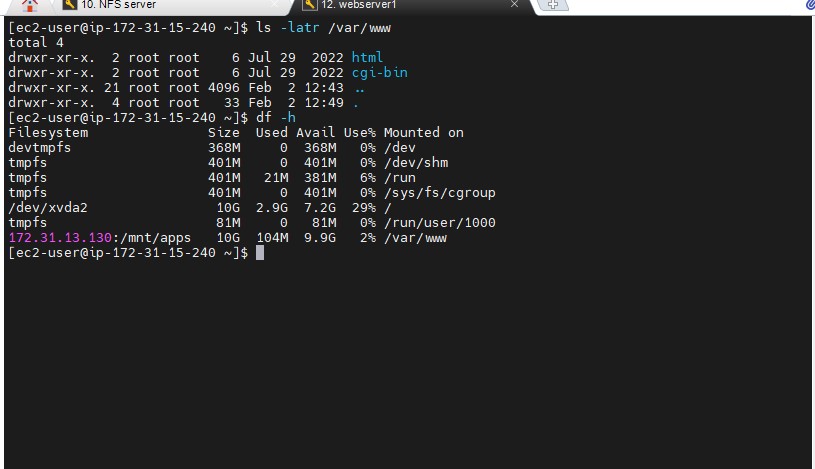 10. NFS server
12. webserver1
[ec2-user@ip-172-31-15-240 ~]$ ls -latr /var/www
total 4
drwxr-xr-x.  2 root root    6 Jul 29  2022 html
drwxr-xr-x.  2 root root    6 Jul 29  2022 cgi-bin
drwxr-xr-x. 21 root root 4096 Feb  2 12:43 ..
drwxr-xr-x.  4 root root   33 Feb  2 12:49 .
[ec2-user@ip-172-31-15-240 ~]$ df -h
Filesystem                Size  Used Avail Use% Mounted on
devtmpfs                  368M     0  368M   0% /dev
tmpfs                     401M     0  401M   0% /dev/shm
tmpfs                     401M   21M  381M   6% /run
tmpfs                     401M     0  401M   0% /sys/fs/cgroup
/dev/xvda2                 10G  2.9G  7.2G  29% /
tmpfs                      81M     0   81M   0% /run/user/1000
172.31.13.130:/mnt/apps    10G  104M  9.9G   2% /var/www
[ec2-user@ip-172-31-15-240 ~]$